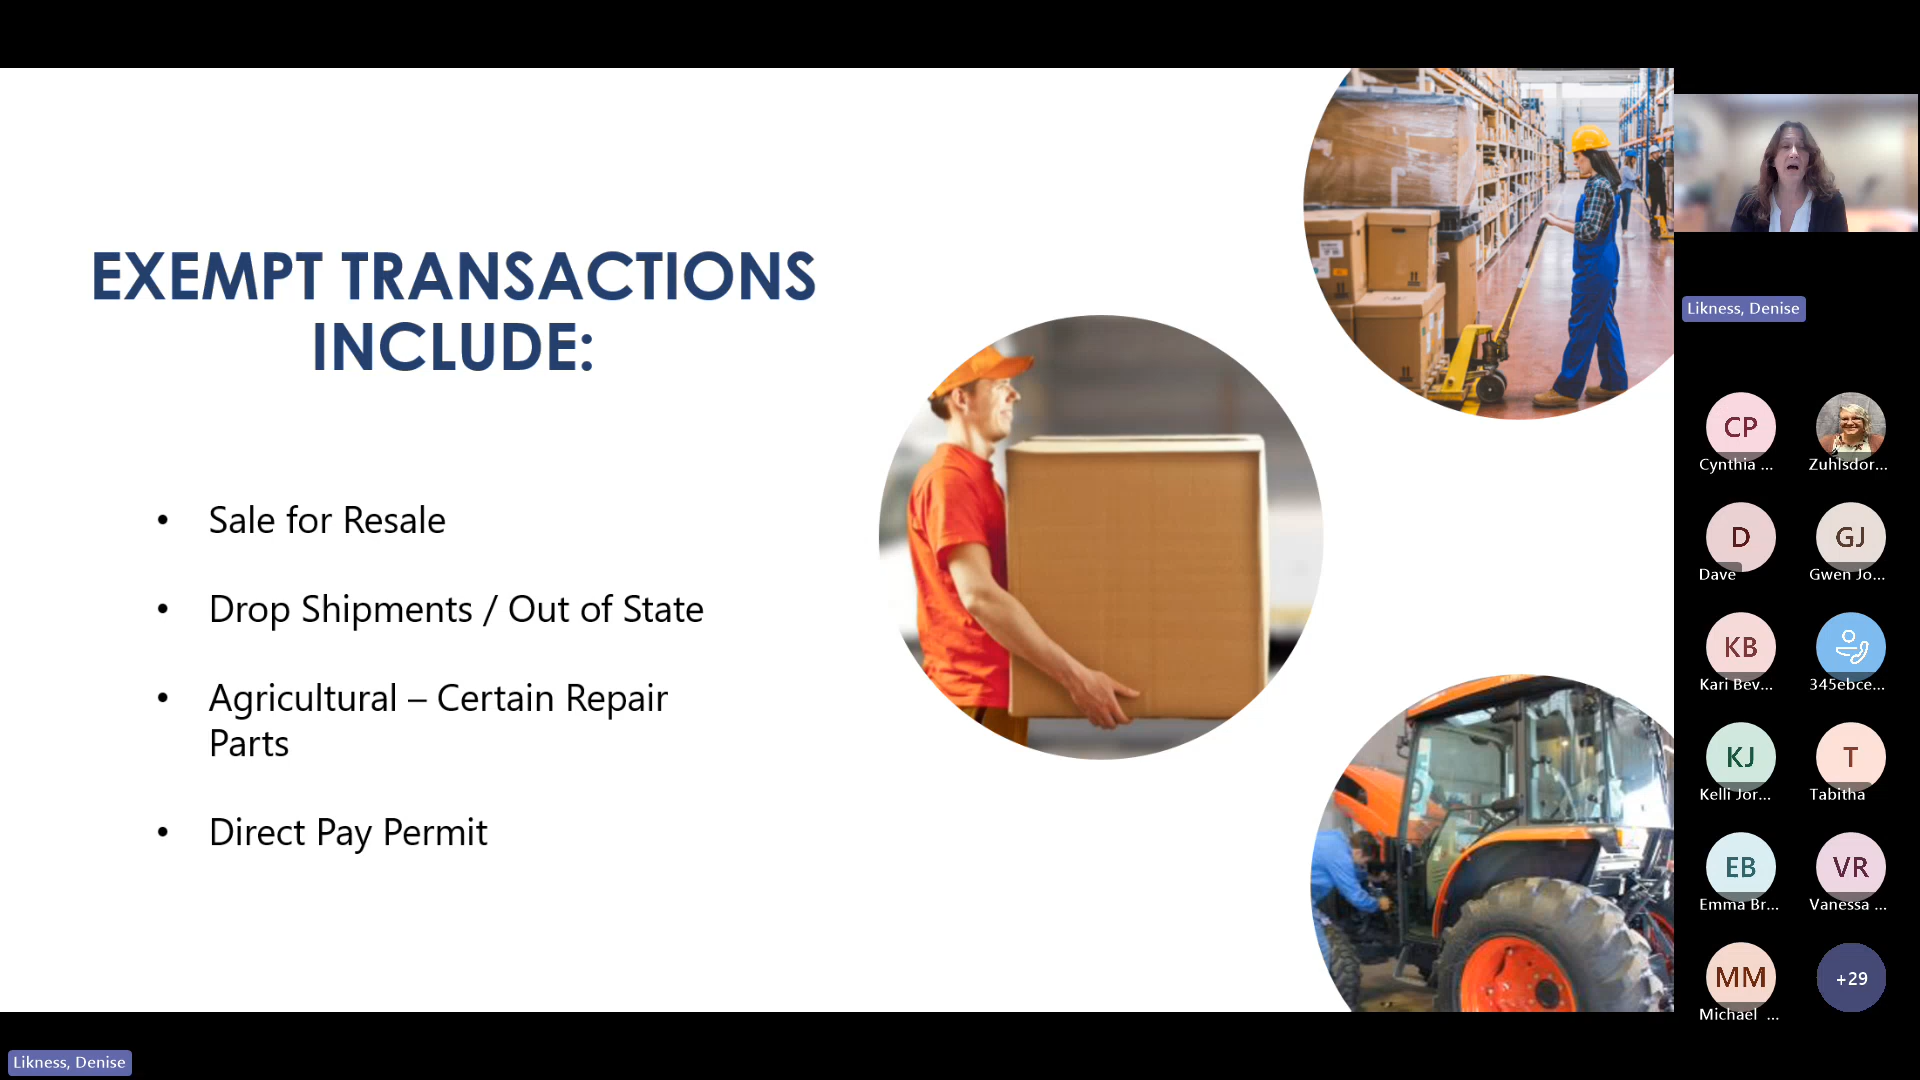 EXEMPT TRANSACTIONS
INCLUDE:
• Sale for Resale
• Drop Shipments / Out of State
• Agricultural – Certain Repair
Parts
• Direct Pay Permit
Likness, Denise
CP
Cynthia ...
Zuhlsdor...
D
Dave
GJ
Gwen Jo...
KB
Kari Bev...
345ebce...
KJ
Kelli Jor...
T
Tabitha
EB
Emma Br...
VR
Vanessa ...
MM
Michael ...
+29
Likness, Denise